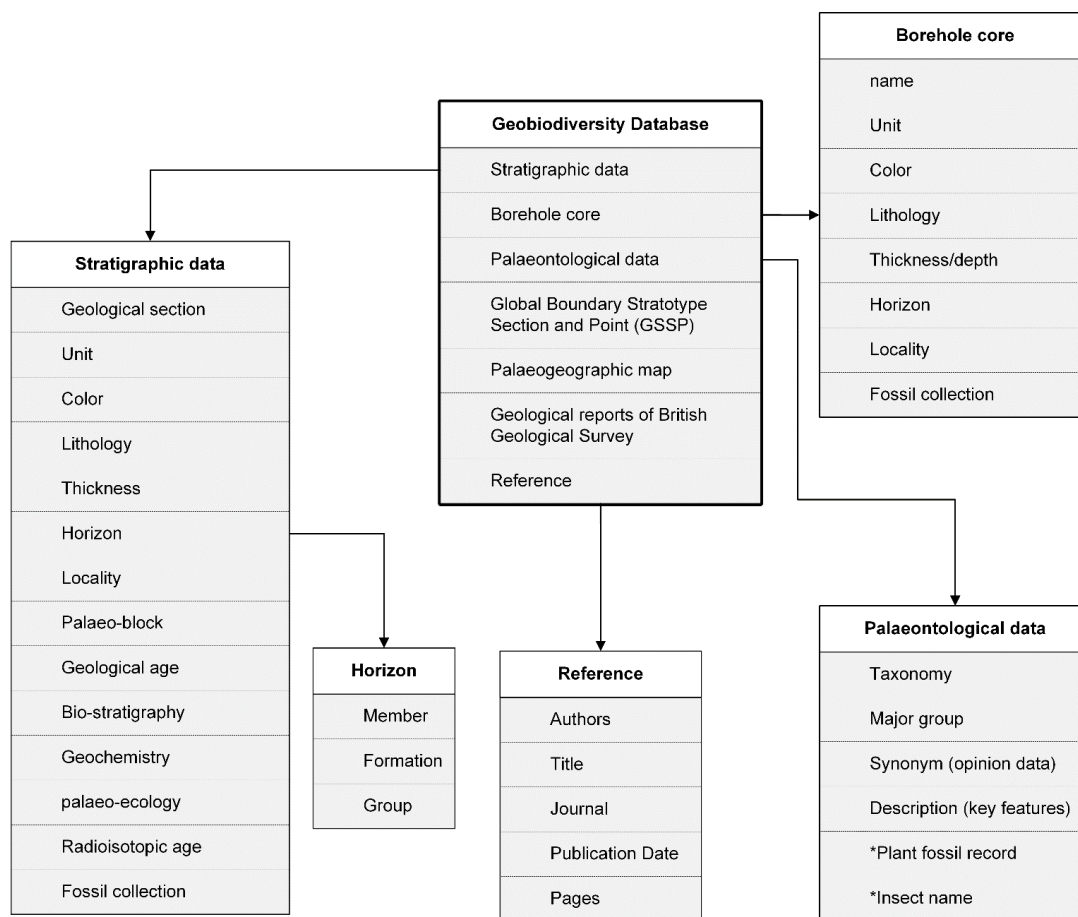 Borehole core
name
Unit
Color
Lithology
Thickness/depth
Horizon
Locality
Fossil collection
Geobiodiversity Database
Stratigraphic data
Borehole core
Palaeontological data
Global Boundary Stratotype
Section and Point (GSSP)
Palaeogeographic map
Geological reports of British
Geological Survey
Reference
Stratigraphic data
Geological section
Unit
Color
Lithology
Thickness
Horizon
Locality
Palaeo-block
Geological age
Bio-stratigraphy
Geochemistry
palaeo-ecology
Radioisotopic age
Fossil collection
Horizon
Member
Formation
Group
Reference
Authors
Title
Journal
Publication Date
Pages
Palaeontological data
Taxonomy
Major group
Synonym (opinion data)
Description (key features)
*Plant fossil record
*Insect name